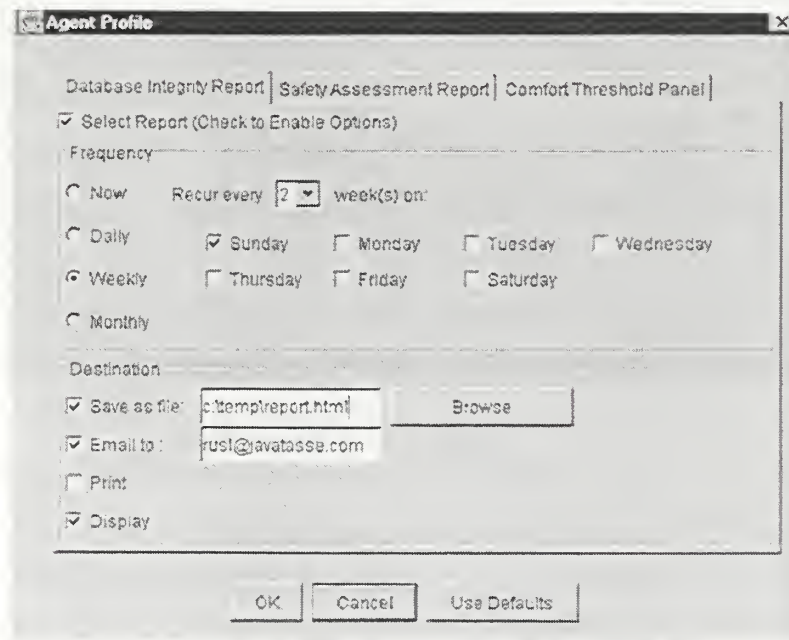 Agent Profile
Database Integrity Report Safety Assessment Report Comfort Threshold Panel
Select Report (Check to Enable Options)
Frequency
Now Recur every 2 week(s) on:
Daily Sunday Monday Tuesday Wednesday
Weekly Thursday Friday Saturday
Monthly
Destination
Save as file: c:\temp\report.html Browse
Email to : rusl@javatasse.com
Print
Display
OK Cancel Use Defaults